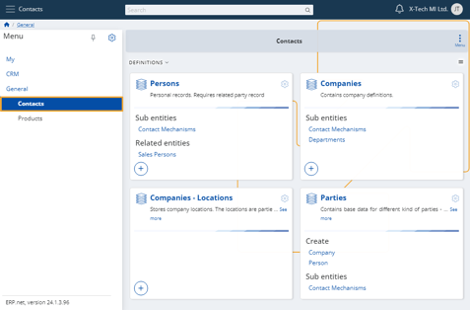 Contacts
Search
X-Tech MI Ltd.
JT
/ General
Menu
Contacts
Menu
My
CRM
General
Contacts
Products
DEFINITIONS
Persons
Personal records. Requires related party record
Sub entities
Contact Mechanisms
Related entities
Sales Persons
Companies
Contains company definitions.
Sub entities
Contact Mechanisms
Departments
Companies - Locations
Stores company locations. The locations are partie ... See
more
Parties
Contains base data for different kind of parties - ... See
more
Create
Company
Person
Sub entities
Contact Mechanisms
ERP.net, version 24.1.3.96